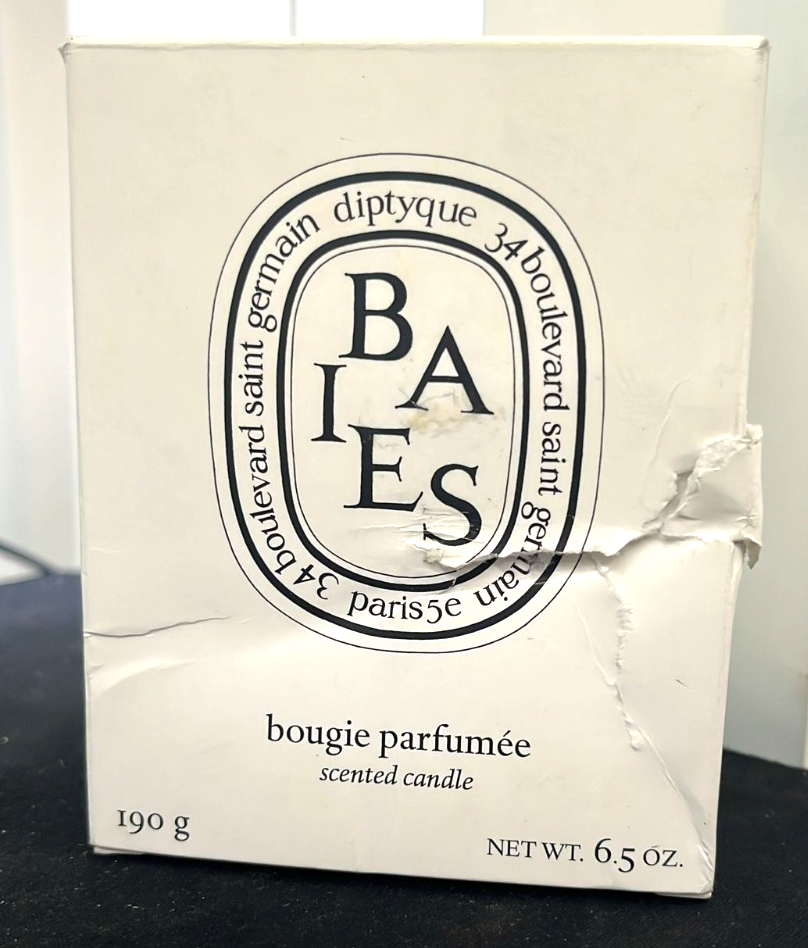 diptyque 34 boulevard saint germain paris5e 34 boulevard saint germain
BAIES
bougie parfumée
scented candle
190 g
NET WT. 6.5 OZ.